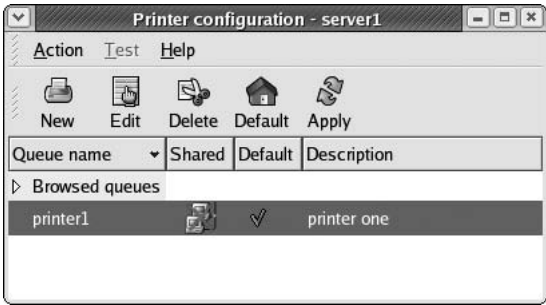 Printer configuration - server1
Action Test Help
New Edit Delete Default Apply
Queue name Shared Default Description
Browsed queues
printer1 printer one